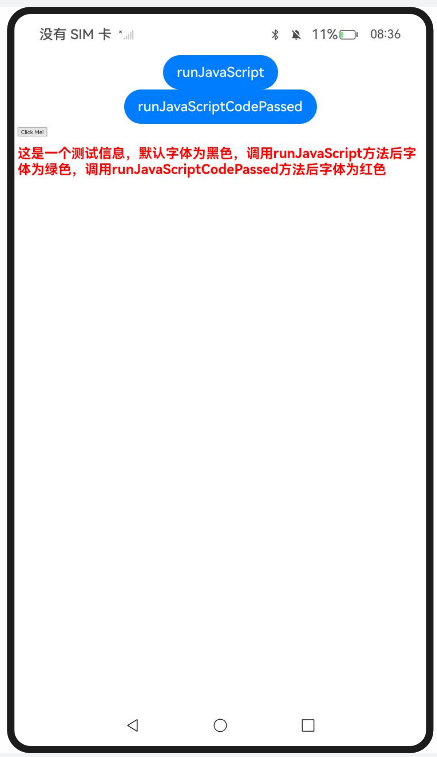 没有 SIM 卡 11% 08:36
runJavaScript
runJavaScriptCodePassed
Click Me!
这是一个测试信息，默认字体为黑色，调用runJavaScript方法后字
体为绿色，调用runJavaScriptCodePassed方法后字体为红色